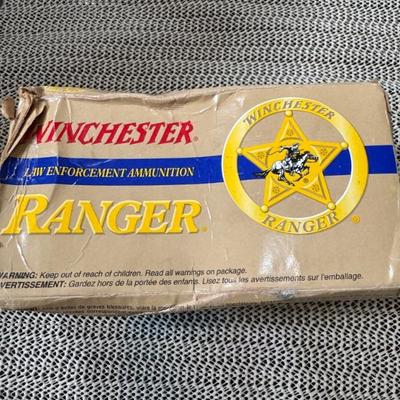 WINCHESTER®
LAW ENFORCEMENT AMMUNITION
RANGER®
WINCHESTER
RANGER®
WARNING: Keep out of reach of children. Read all warnings on package.
AVERTISSEMENT: Gardez hors de la portée des enfants. Lisez tous les avertissements sur l'emballage.